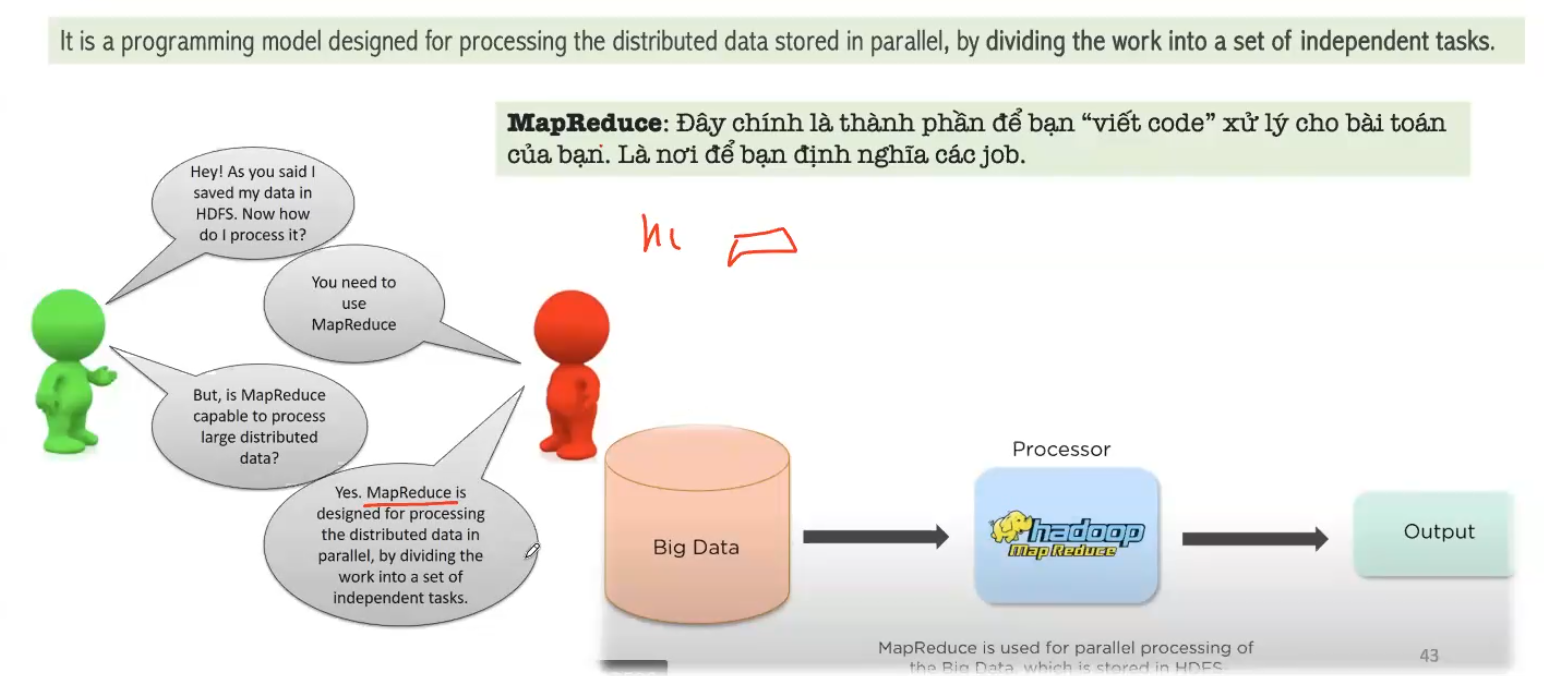 It is a programming model designed for processing the distributed data stored in parallel, by dividing the work into a set of independent tasks.
MapReduce: Đây chính là thành phần để bạn “viết code” xử lý cho bài toán
của bạn. Là nơi để bạn định nghĩa các job.
Hey! As you said I
saved my data in
HDFS. Now how
do I process it?
You need to
use
MapReduce
But, is MapReduce
capable to process
large distributed
data?
Yes. MapReduce is
designed for processing
the distributed data in
parallel, by dividing the
work into a set of
independent tasks.
Big Data
Processor
hadoop
Map Reduce
Output
MapReduce is used for parallel processing of
the Big Data, which is stored in HDFS
43